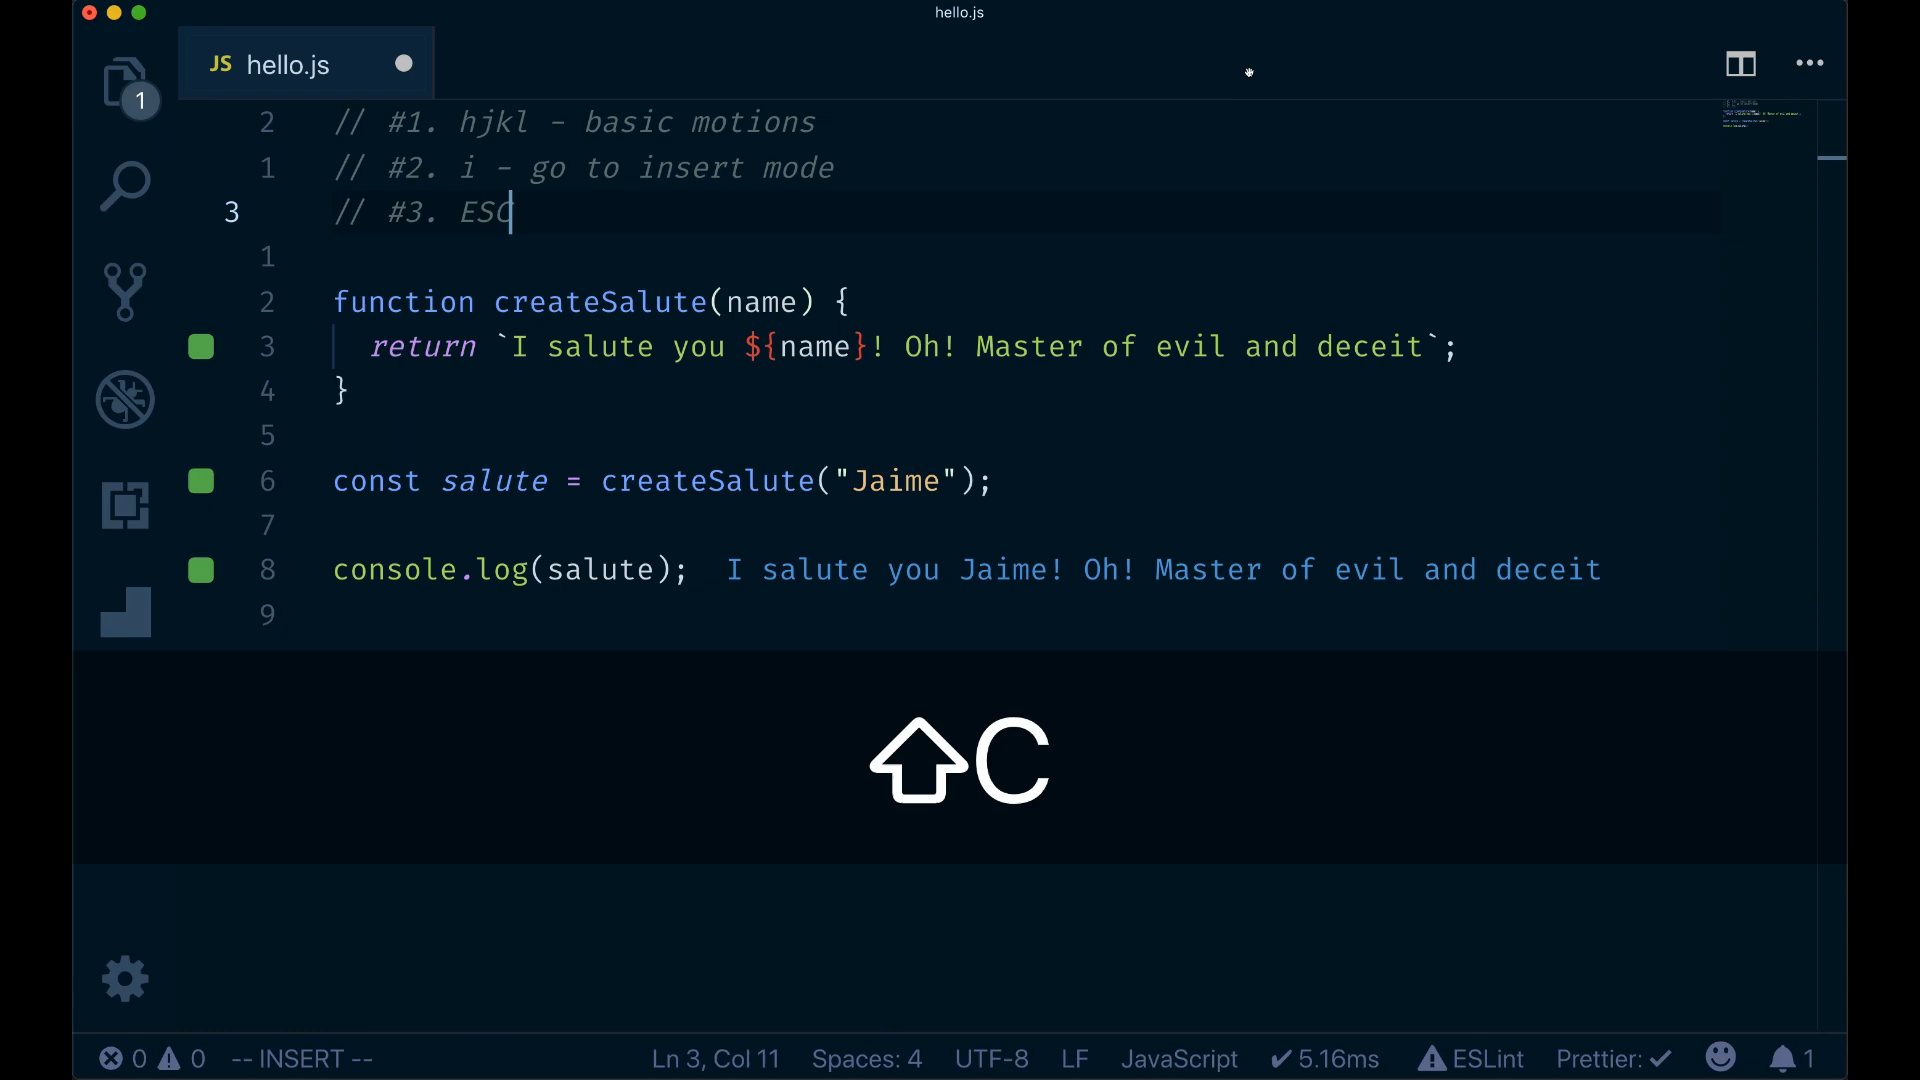 hello.js
JS hello.js
1
2 // #1. hjkl - basic motions
1 // #2. i - go to insert mode
3 // #3. ESC
1
2 function createSalute(name) {
3 return `I salute you ${name}! Oh! Master of evil and deceit`;
4 }
5
6 const salute = createSalute("Jaime");
7
8 console.log(salute); I salute you Jaime! Oh! Master of evil and deceit
9
⇧C
0 0 -- INSERT -- Ln 3, Col 11 Spaces: 4 UTF-8 LF JavaScript ✔ 5.16ms ESLint Prettier: ✔ 1